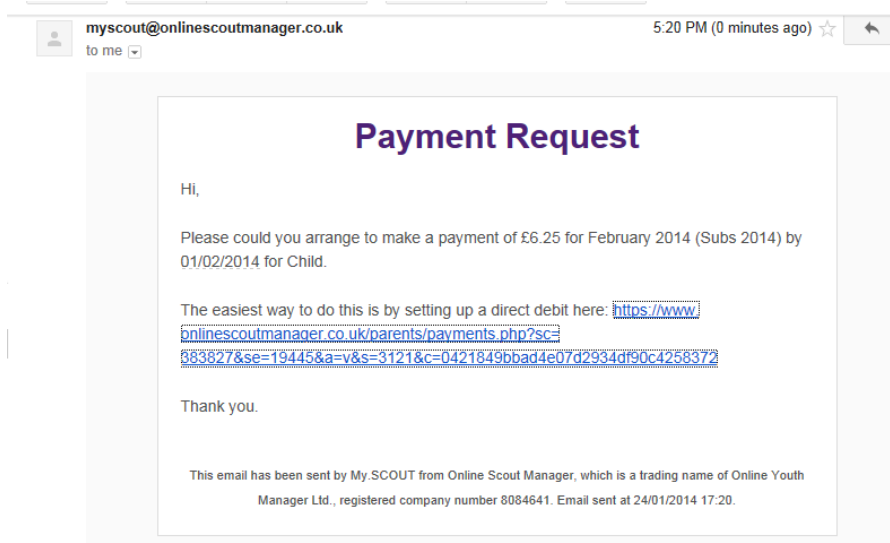 myscout@onlinescoutmanager.co.uk 5:20 PM (0 minutes ago)
to me
Payment Request
Hi,
Please could you arrange to make a payment of £6.25 for February 2014 (Subs 2014) by
01/02/2014 for Child.
The easiest way to do this is by setting up a direct debit here: https://www.
onlinescoutmanager.co.uk/parents/payments.php?sc=
383827&se=19445&a=v&s=3121&c=0421849bbad4e07d2934df90c4258372
Thank you.
This email has been sent by My.SCOUT from Online Scout Manager, which is a trading name of Online Youth
Manager Ltd., registered company number 8084641. Email sent at 24/01/2014 17:20.